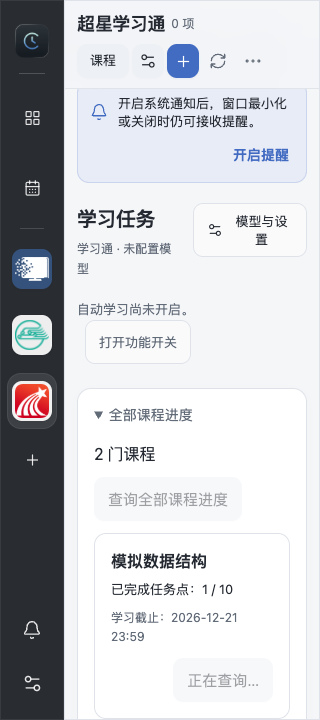 超星学习通 0 项
课程
开启系统通知后，窗口最小化
或关闭时仍可接收提醒。
开启提醒
学习任务
学习通 · 未配置模
型
模型与设
置
自动学习尚未开启。
打开功能开关
▼ 全部课程进度
2 门课程
查询全部课程进度
模拟数据结构
已完成任务点：1 / 10
学习截止：2026-12-21
23:59
正在查询...